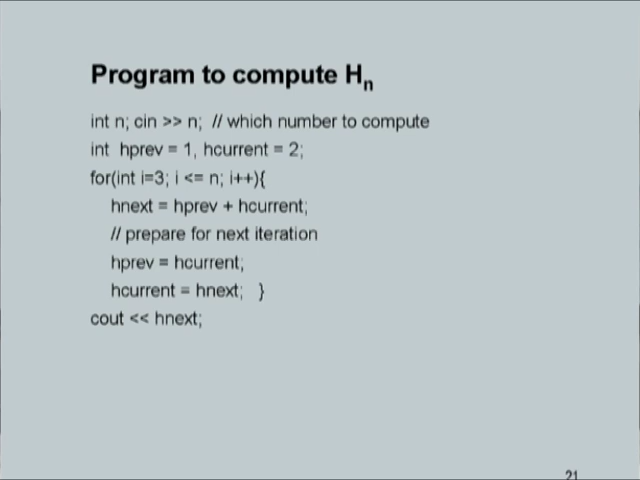 Program to compute Hn
int n; cin >> n; // which number to compute
int hprev = 1, hcurrent = 2;
for(int i=3; i <= n; i++){
hnext = hprev + hcurrent;
// prepare for next iteration
hprev = hcurrent;
hcurrent = hnext; }
cout << hnext;
21